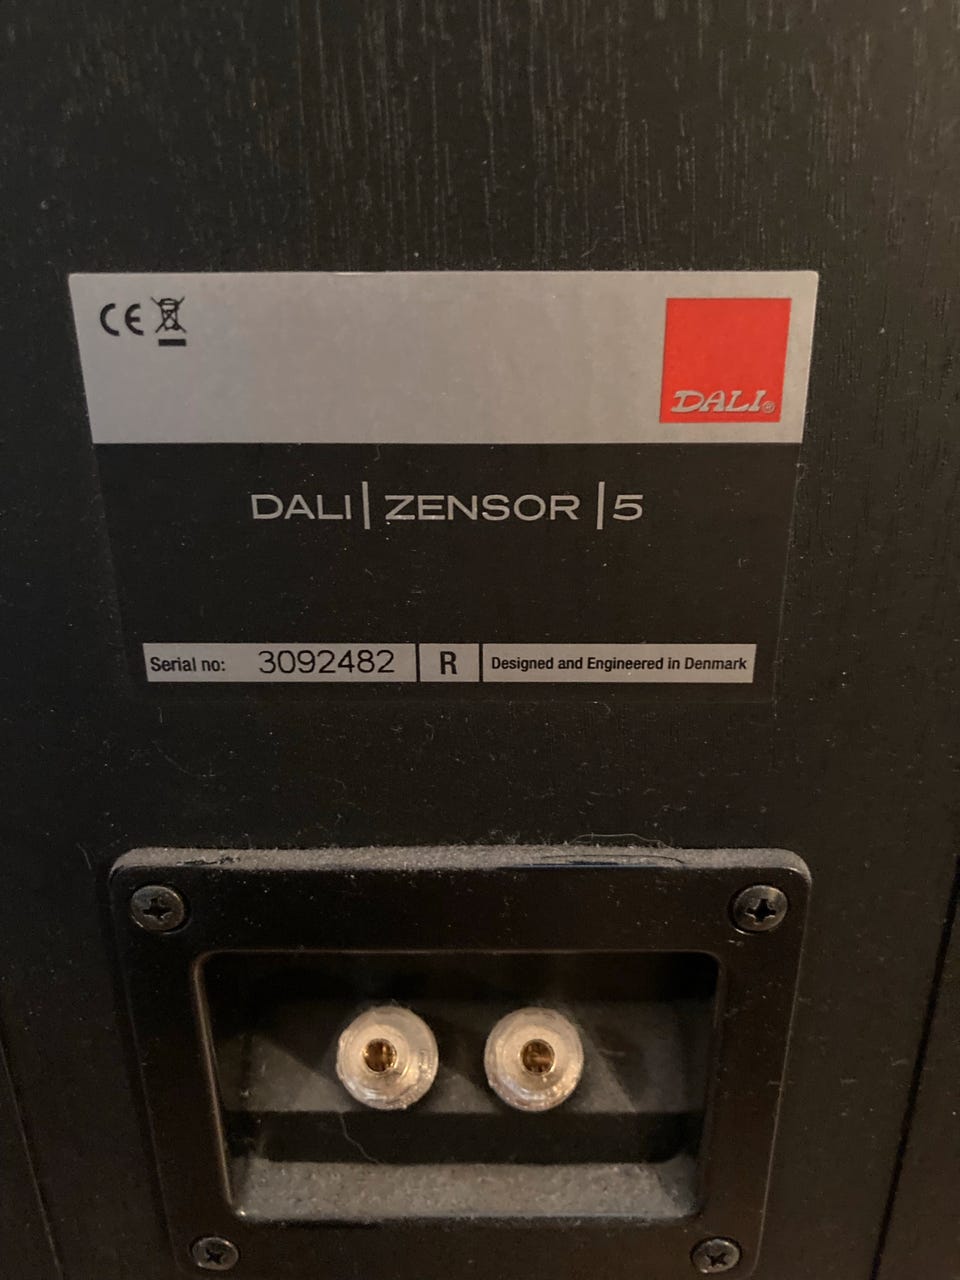 CE
DALI®
DALI|ZENSOR|5
Serial no: 3092482 R Designed and Engineered in Denmark